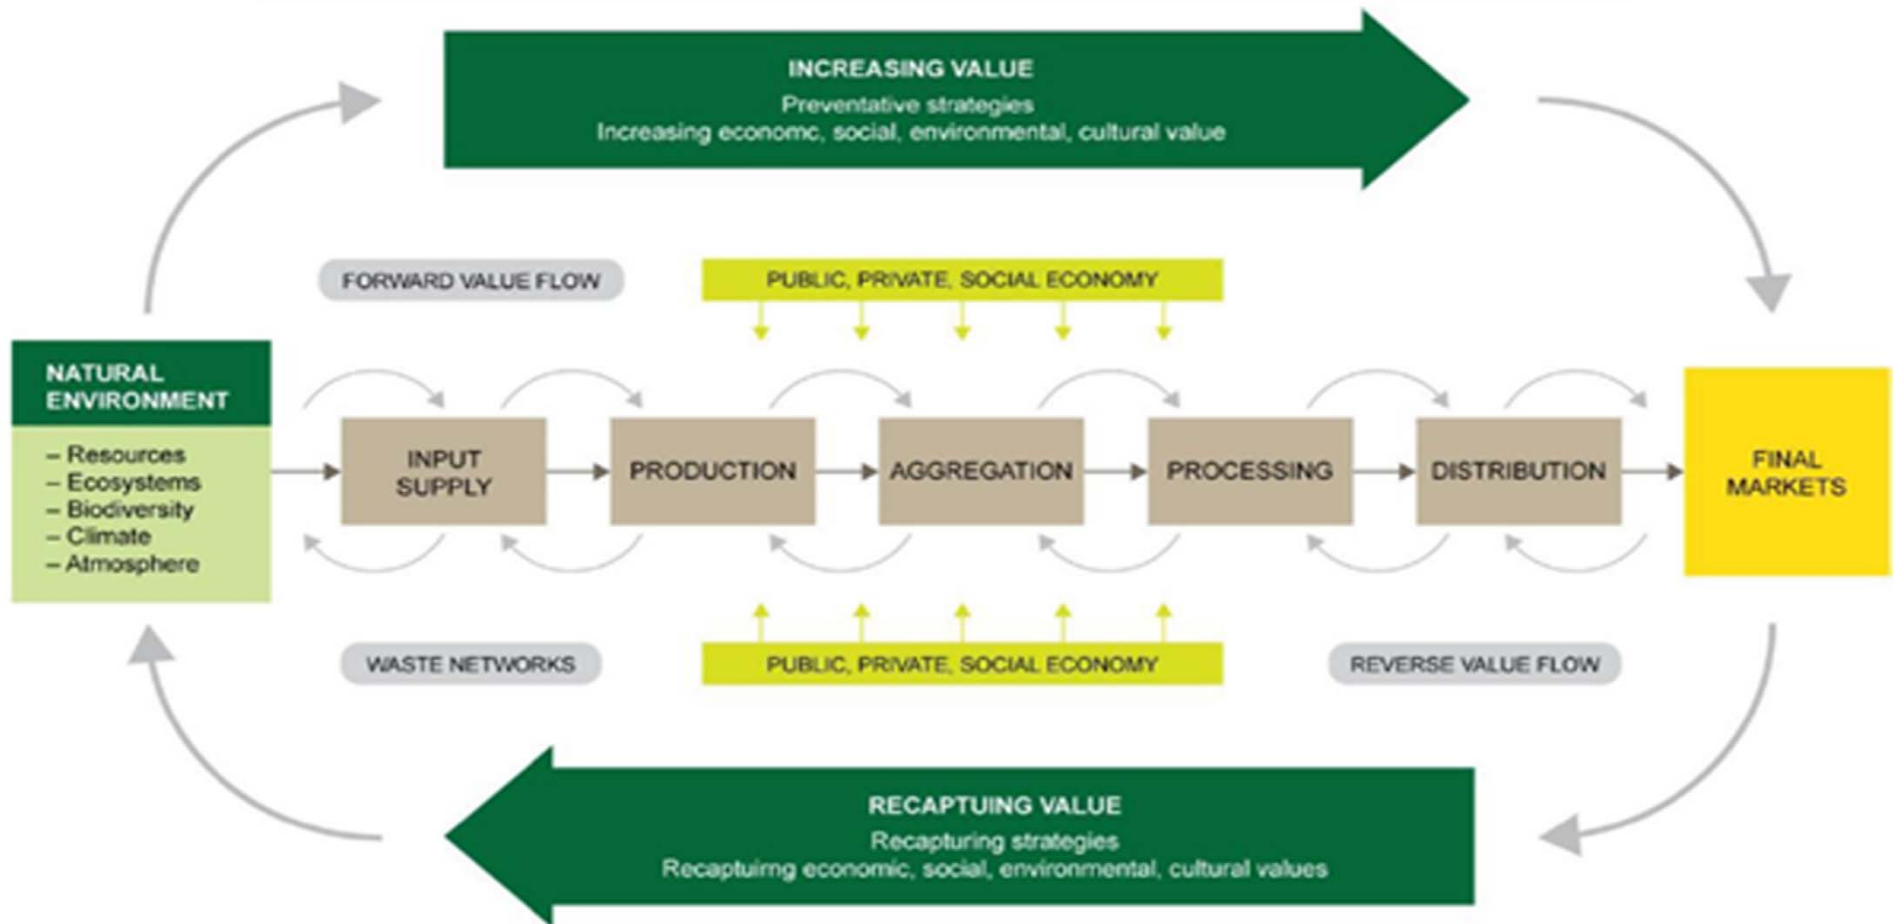 INCREASING VALUE
Preventative strategies
Increasing economc, social, environmental, cultural value
FORWARD VALUE FLOW
PUBLIC, PRIVATE, SOCIAL ECONOMY
NATURAL
ENVIRONMENT
– Resources
– Ecosystems
– Biodiversity
– Climate
– Atmosphere
INPUT
SUPPLY
PRODUCTION
AGGREGATION
PROCESSING
DISTRIBUTION
FINAL
MARKETS
WASTE NETWORKS
PUBLIC, PRIVATE, SOCIAL ECONOMY
REVERSE VALUE FLOW
RECAPTUING VALUE
Recapturing strategies
Recaptuirng economic, social, environmental, cultural values